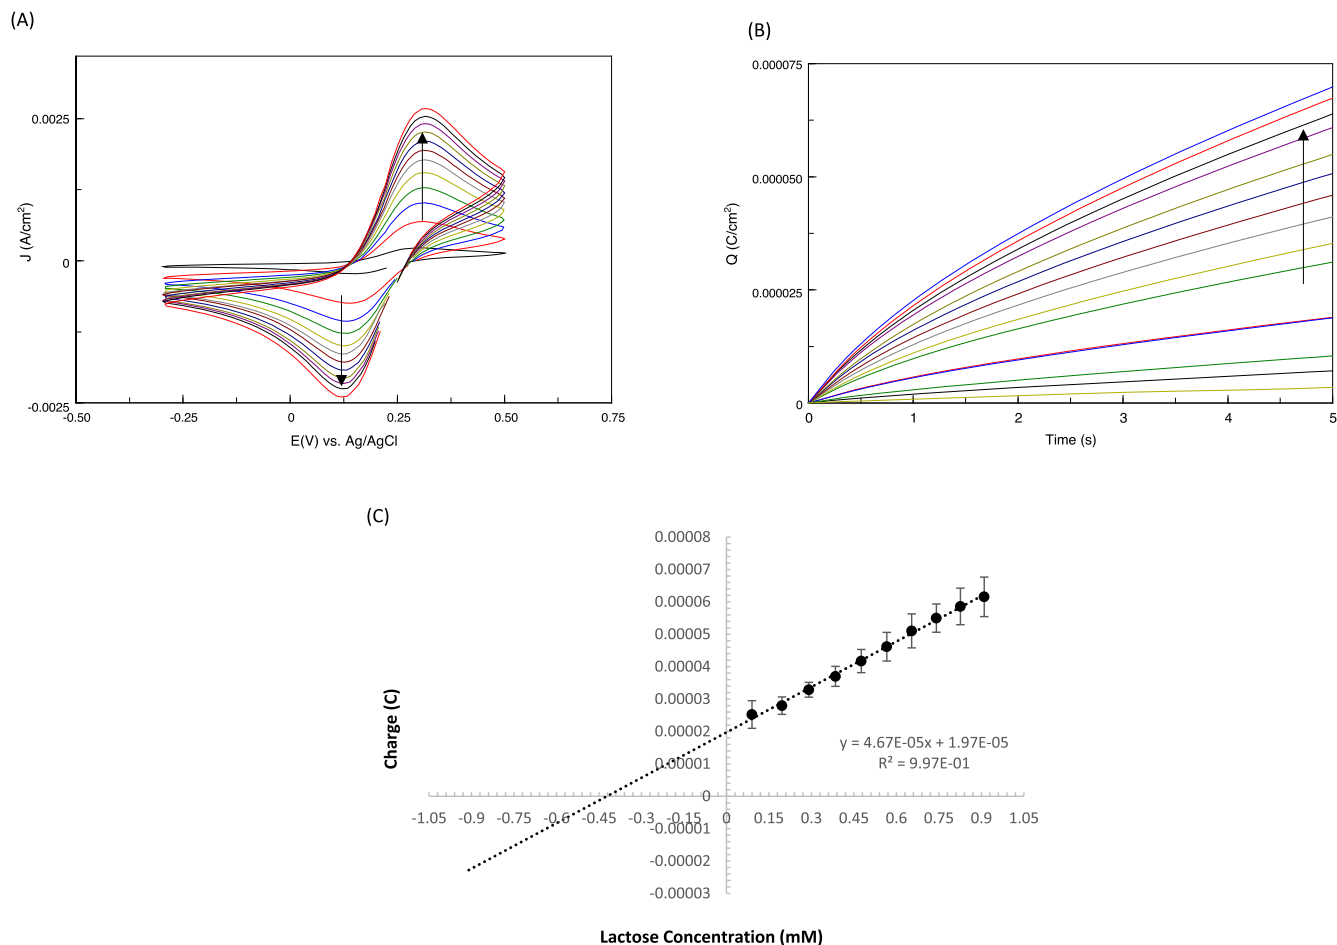 (A)
(B)
0.0025
0
-0.0025
J (A/cm²)
-0.50
-0.25
0
0.25
0.50
0.75
E(V) vs. Ag/AgCl
0.000075
0.000050
0.000025
0
Q (C/cm²)
0
1
2
3
4
5
Time (s)
(C)
0.00008
0.00007
0.00006
0.00005
0.00004
0.00003
0.00002
0.00001
0
-0.00001
-0.00002
-0.00003
Charge (C)
y = 4.67E-05x + 1.97E-05
R² = 9.97E-01
-1.05 -0.9 -0.75 -0.6 -0.45 -0.3 -0.15 0 0.15 0.3 0.45 0.6 0.75 0.9 1.05
Lactose Concentration (mM)